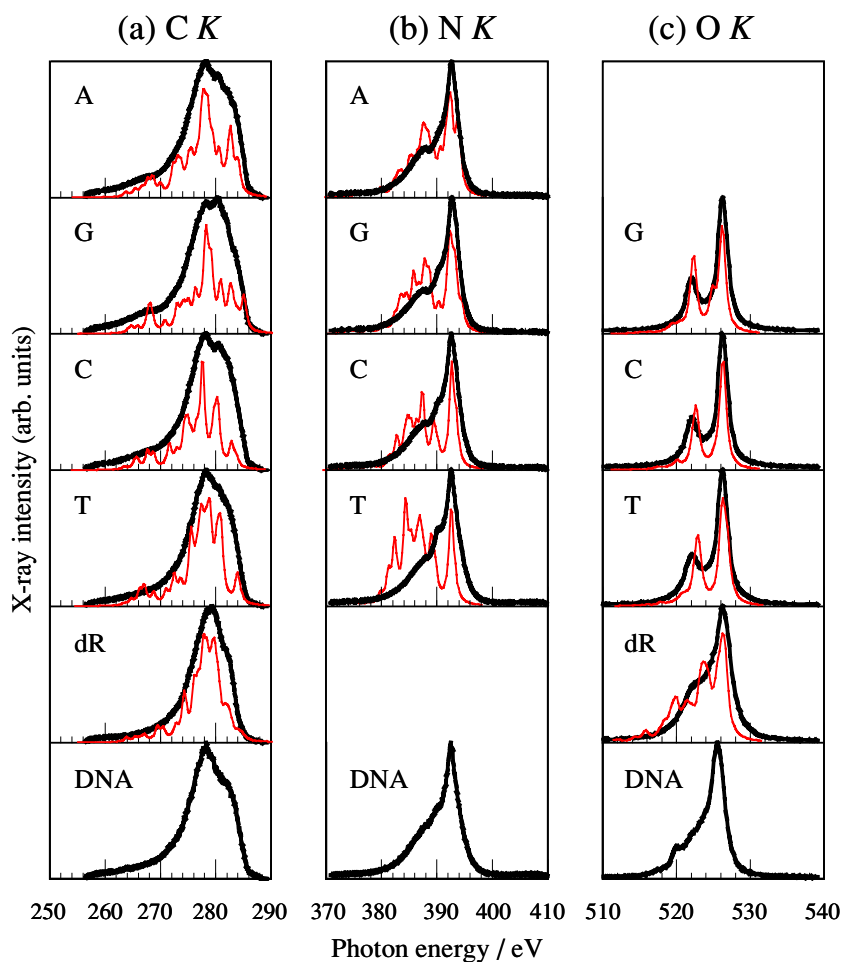 (a) C K (b) N K (c) O K
A A
G G G
C C C
T T T
dR dR
DNA DNA DNA
X-ray intensity (arb. units)
250 260 270 280 290 370 380 390 400 410 510 520 530 540
Photon energy / eV